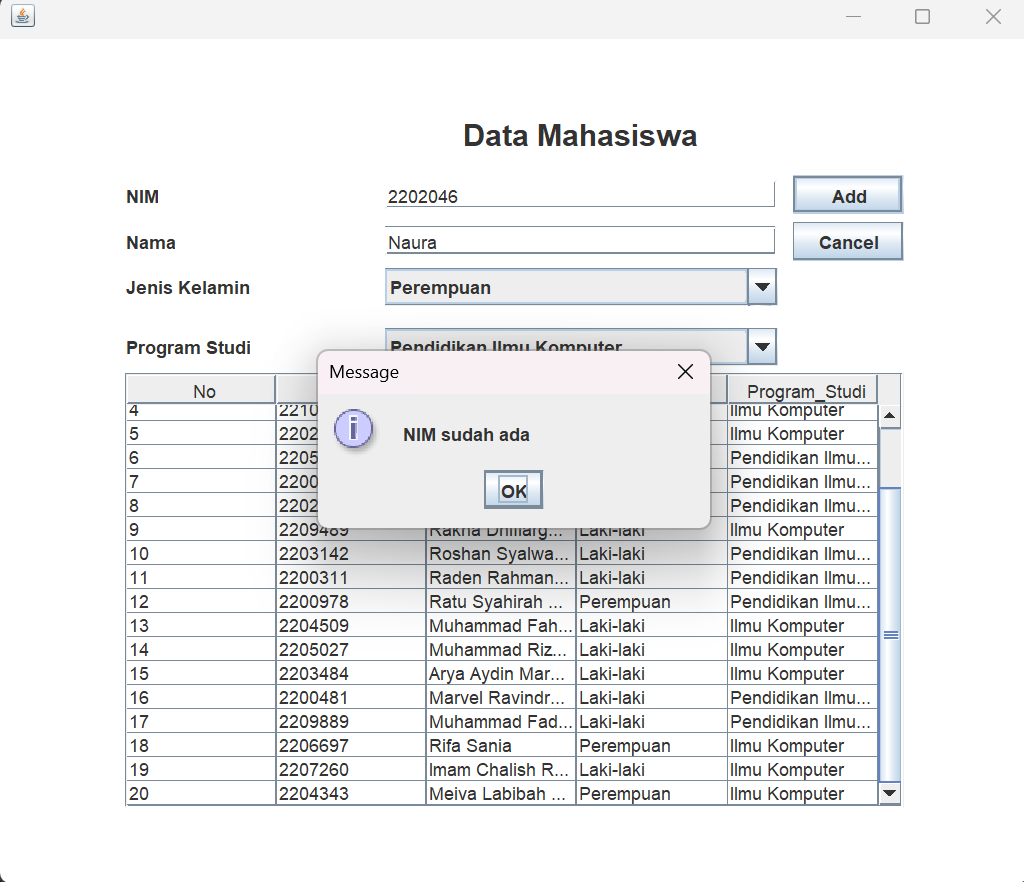 Data Mahasiswa
NIM 2202046 Add
Nama Naura Cancel
Jenis Kelamin Perempuan
Program Studi Pendidikan Ilmu Komputer
Message
NIM sudah ada
OK
No Program_Studi
4 2210 Ilmu Komputer
5 2202 Ilmu Komputer
6 2205 Pendidikan Ilmu...
7 2200 Pendidikan Ilmu...
8 2202 Pendidikan Ilmu...
9 2209489 Rakha Dhifiarg... Laki-laki Ilmu Komputer
10 2203142 Roshan Syalwa... Laki-laki Pendidikan Ilmu...
11 2200311 Raden Rahman... Laki-laki Pendidikan Ilmu...
12 2200978 Ratu Syahirah ... Perempuan Pendidikan Ilmu...
13 2204509 Muhammad Fah... Laki-laki Ilmu Komputer
14 2205027 Muhammad Riz... Laki-laki Ilmu Komputer
15 2203484 Arya Aydin Mar... Laki-laki Ilmu Komputer
16 2200481 Marvel Ravindr... Laki-laki Pendidikan Ilmu...
17 2209889 Muhammad Fad... Laki-laki Pendidikan Ilmu...
18 2206697 Rifa Sania Perempuan Ilmu Komputer
19 2207260 Imam Chalish R... Laki-laki Ilmu Komputer
20 2204343 Meiva Labibah ... Perempuan Ilmu Komputer